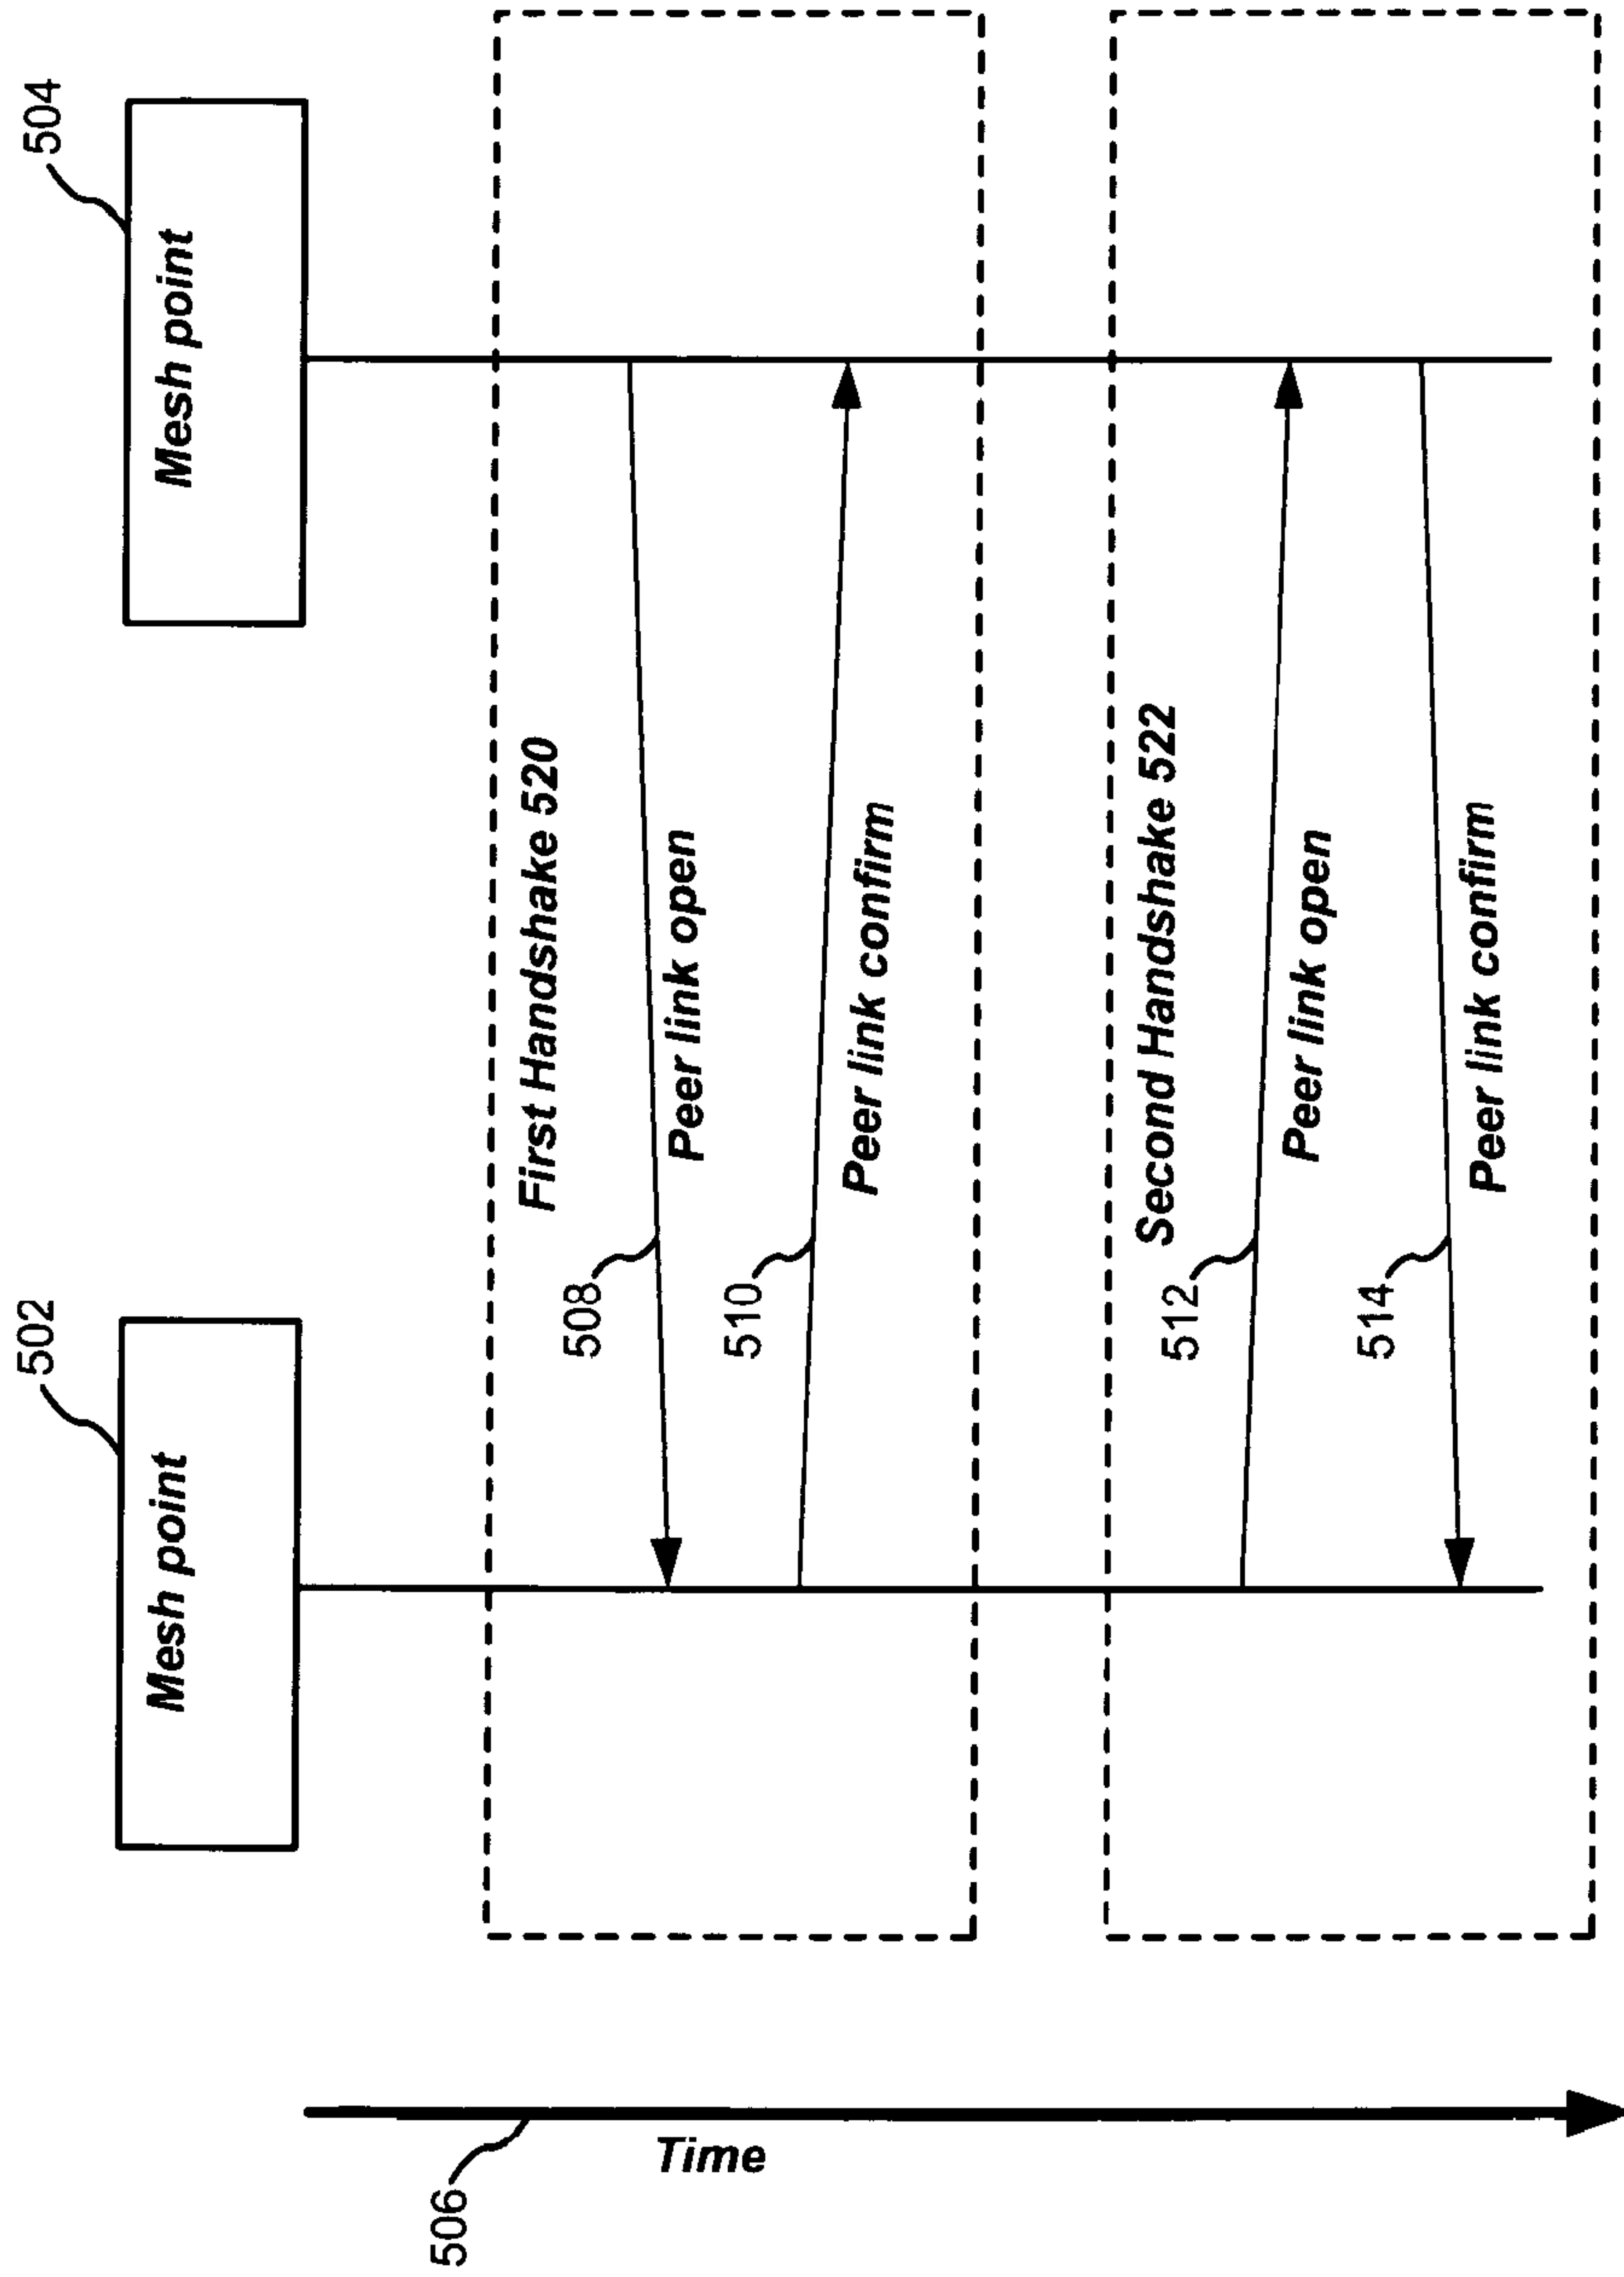 502
504
Mesh point
Mesh point
506
Time
First Handshake 520
508
Peer link open
510
Peer link confirm
Second Handshake 522
512
Peer link open
514
Peer link confirm